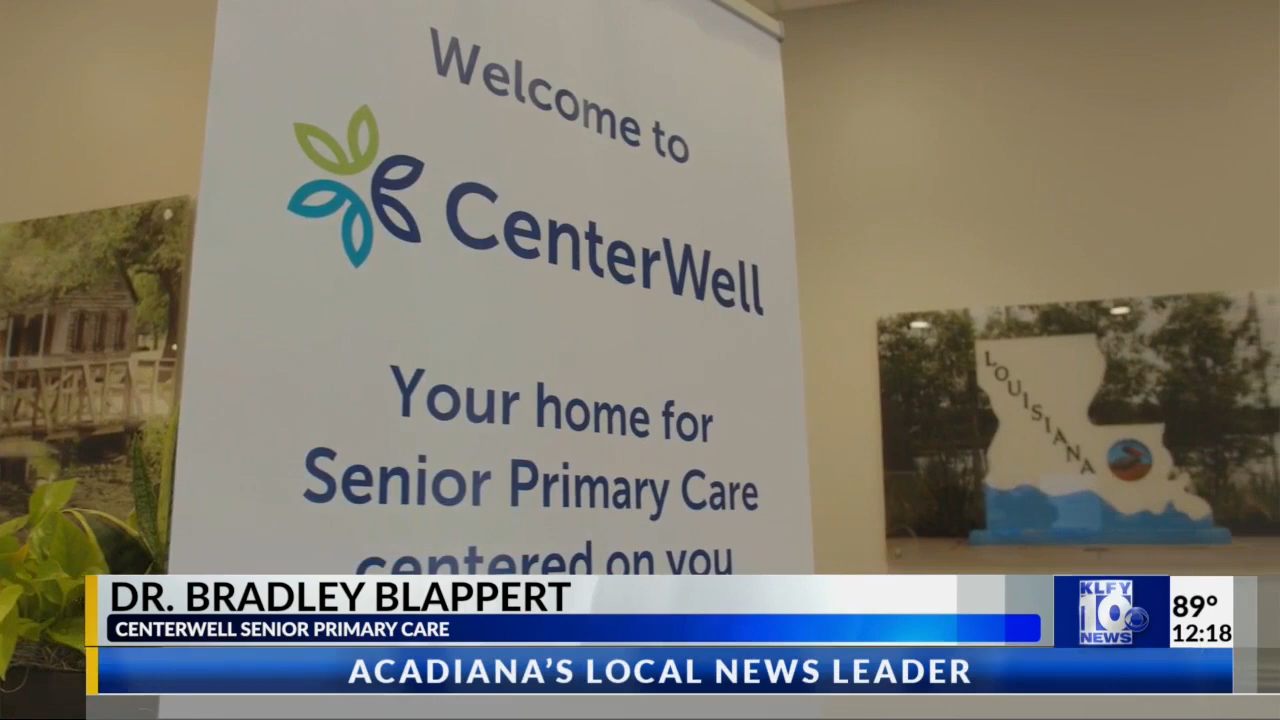 Welcome to
CenterWell
Your home for
Senior Primary Care
centered on you
LOUISIANA
DR. BRADLEY BLAPPERT
CENTERWELL SENIOR PRIMARY CARE
KLFY
10
NEWS
89°
12:18
ACADIANA'S LOCAL NEWS LEADER